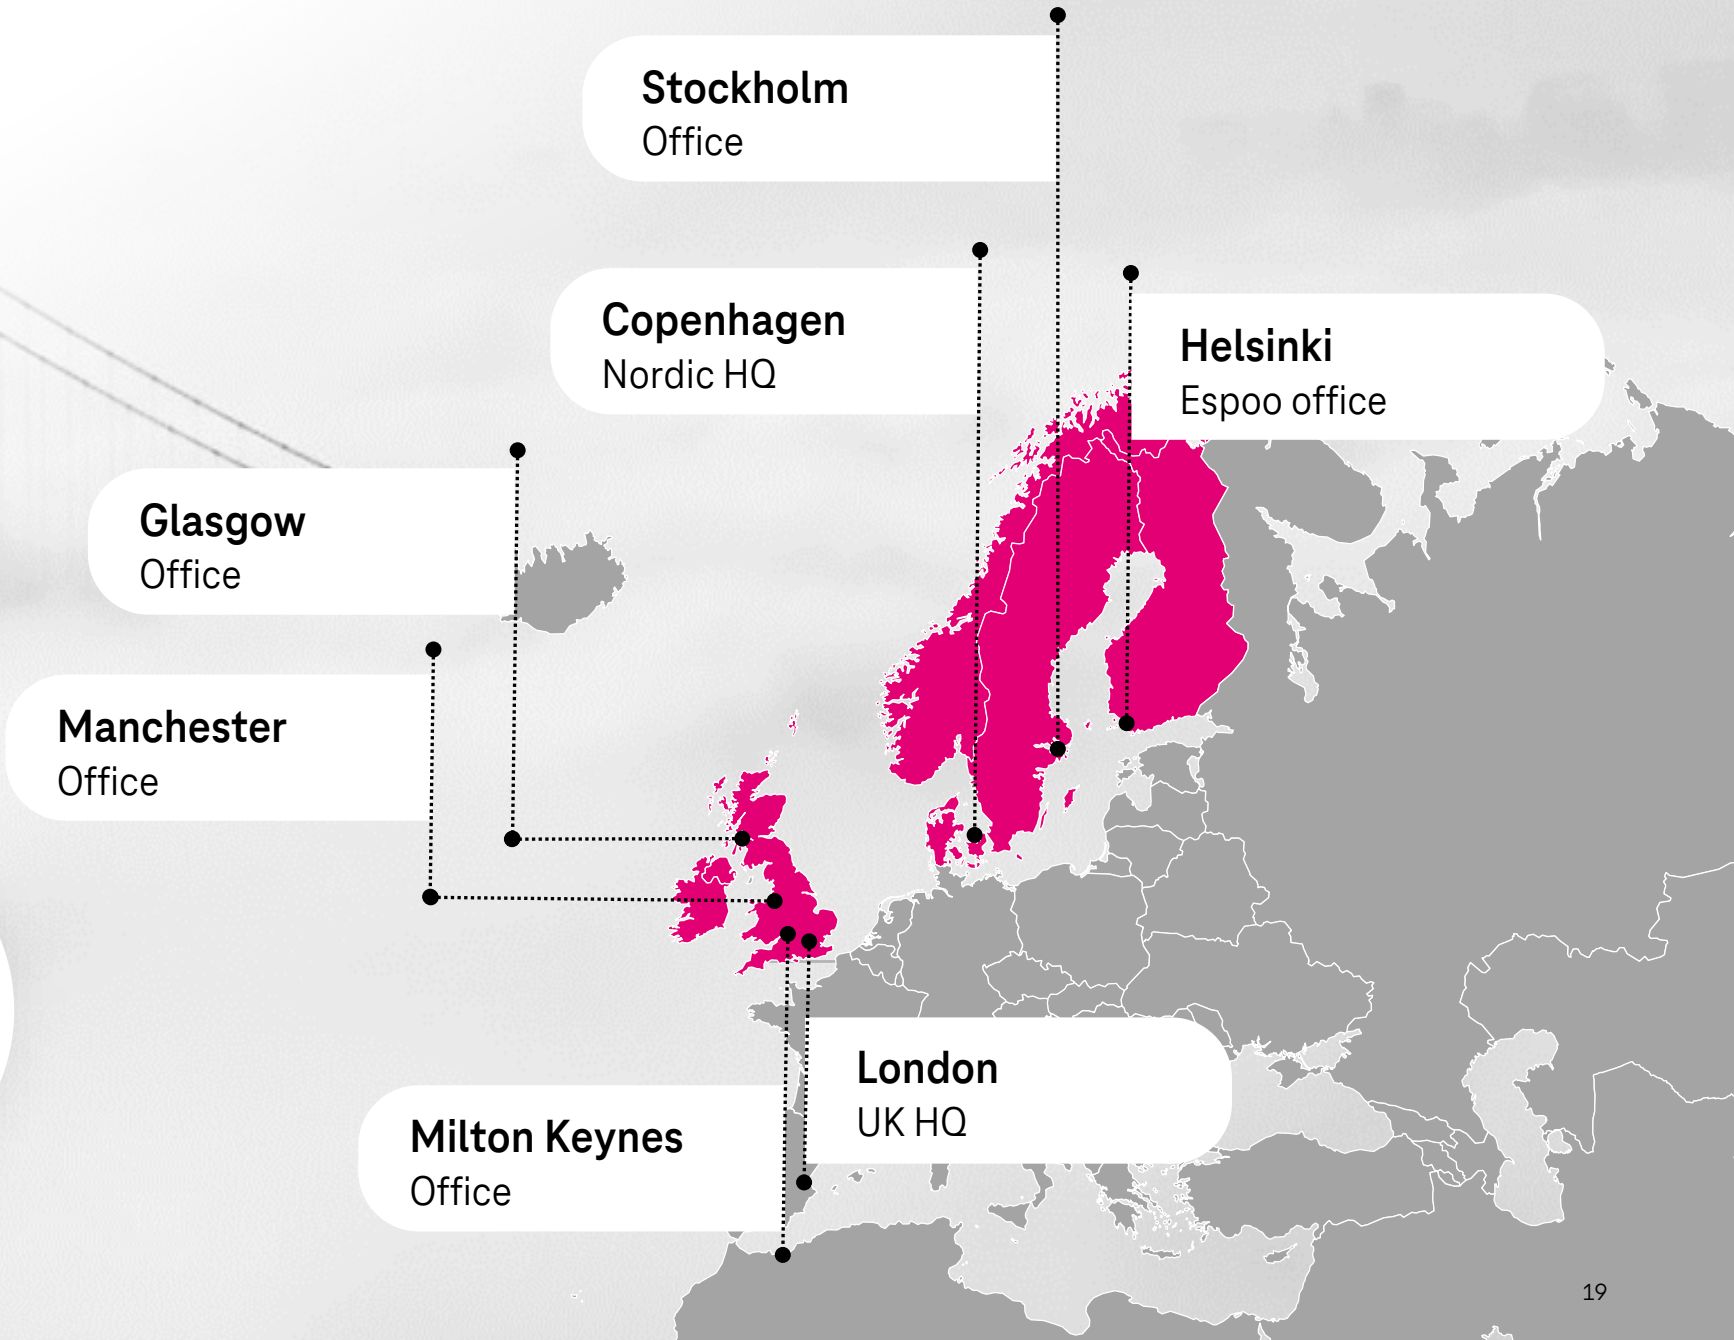 Stockholm
Office
Copenhagen
Nordic HQ
Helsinki
Espoo office
Glasgow
Office
Manchester
Office
London
UK HQ
Milton Keynes
Office
19